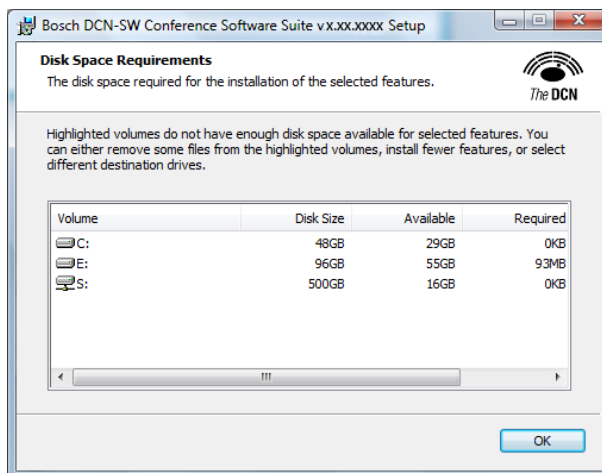 Bosch DCN-SW Conference Software Suite vx.xx.xxxx Setup
Disk Space Requirements
The disk space required for the installation of the selected features.
The DCN
Highlighted volumes do not have enough disk space available for selected features. You
can either remove some files from the highlighted volumes, install fewer features, or select
different destination drives.
Volume Disk Size Available Required
C: 48GB 29GB 0KB
E: 96GB 55GB 93MB
S: 500GB 16GB 0KB
OK